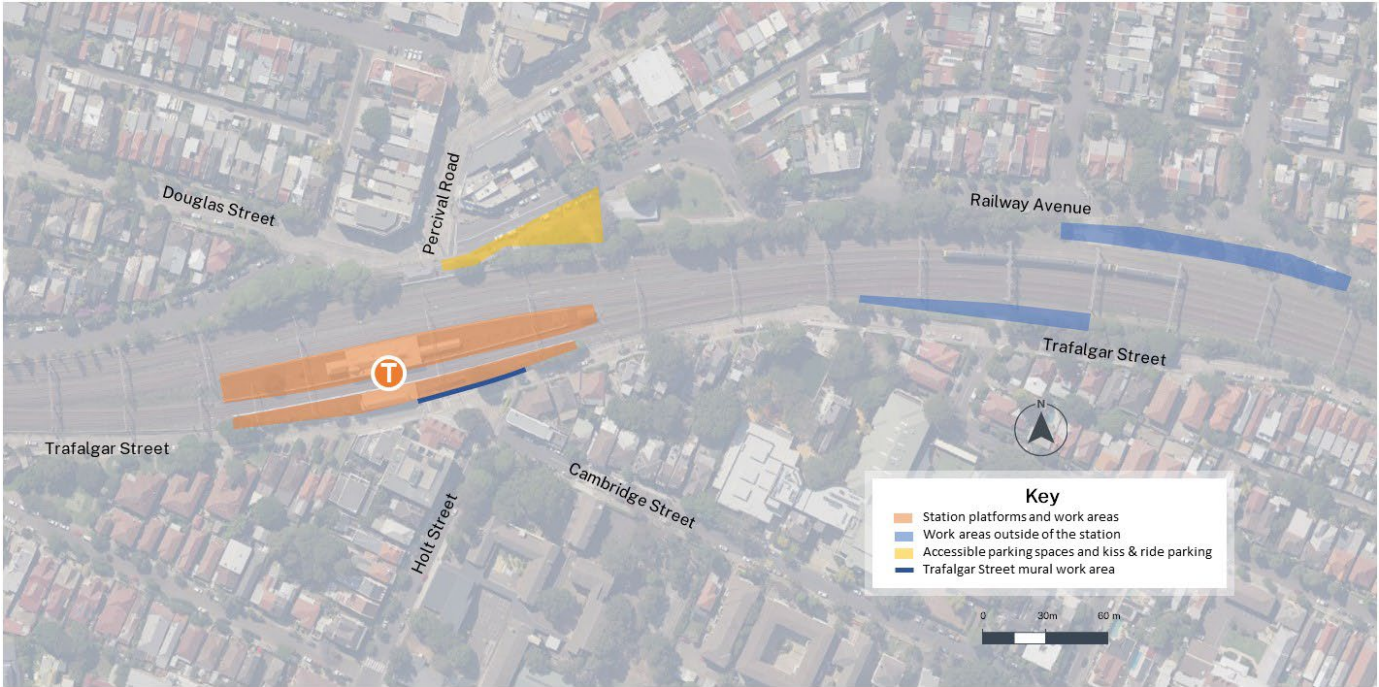 Douglas Street
Percival Road
Railway Avenue
T
Trafalgar Street
Trafalgar Street
N
Holt Street
Cambridge Street
Key
Station platforms and work areas
Work areas outside of the station
Accessible parking spaces and kiss & ride parking
Trafalgar Street mural work area
0 30m 60 m